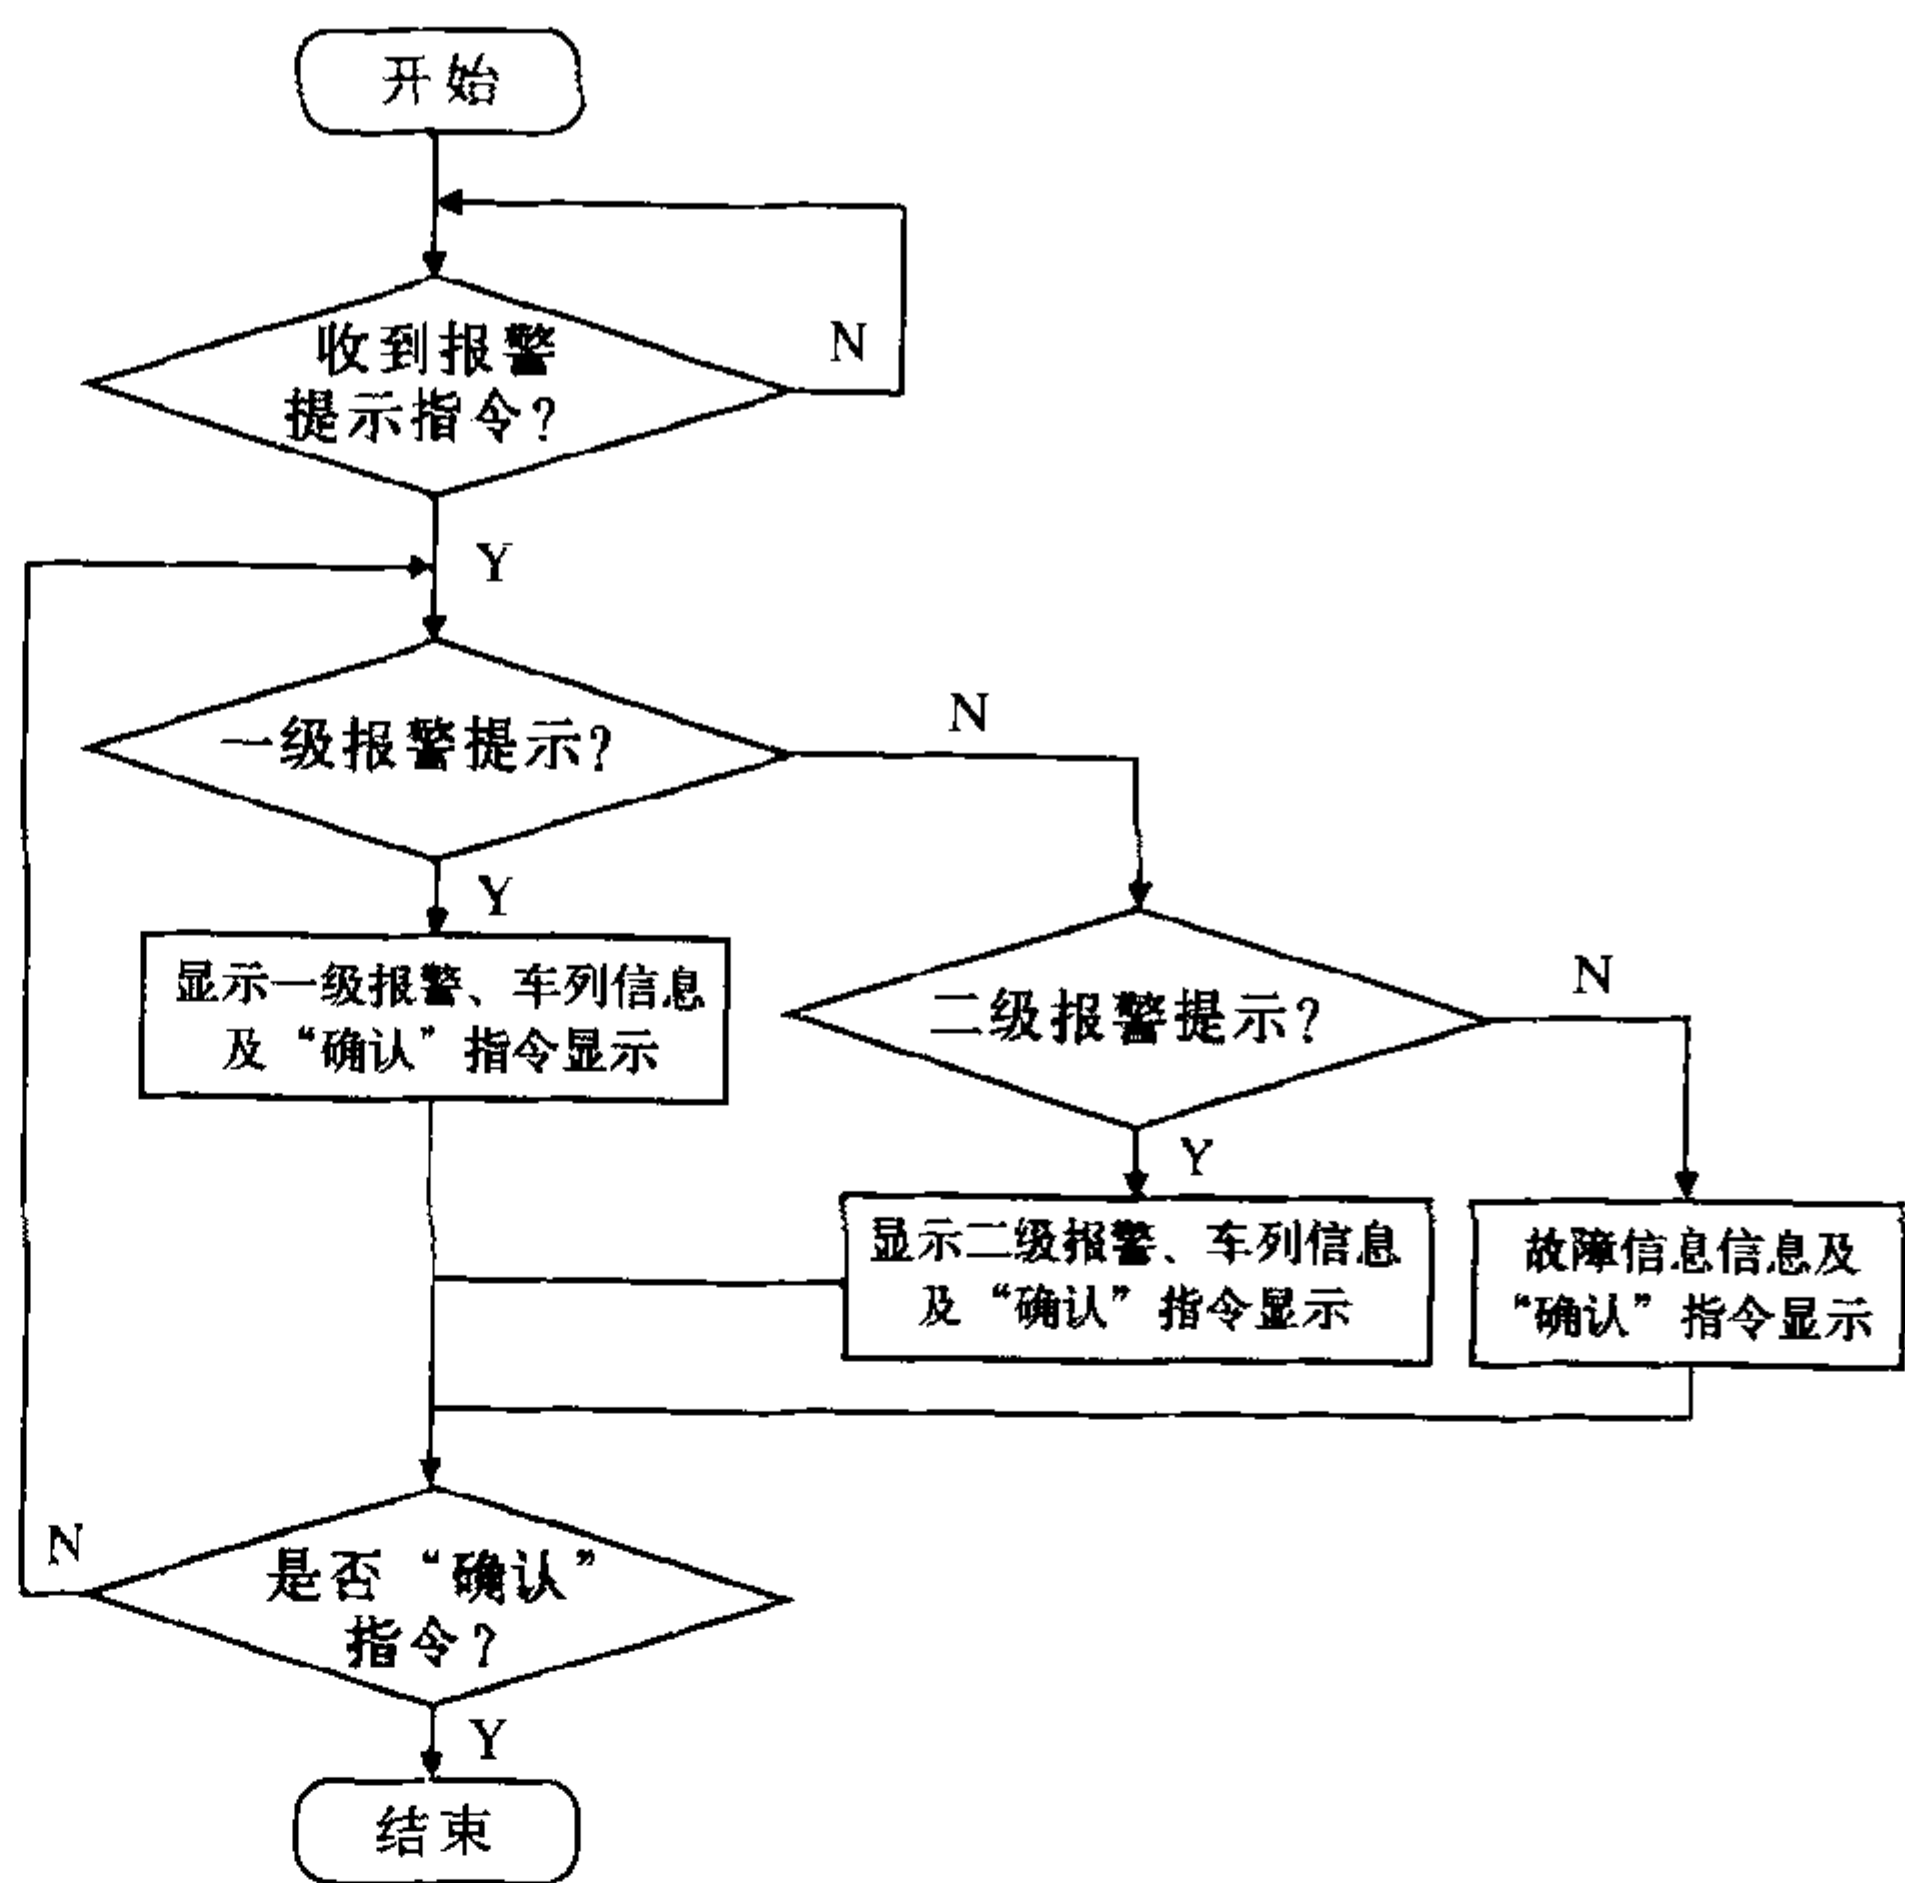 开始
收到报警
提示指令?
N
Y
一级报警提示?
N
Y
显示一级报警、车列信息
及“确认”指令显示
二级报警提示?
N
Y
显示二级报警、车列信息
及“确认”指令显示
故障信息信息及
“确认”指令显示
N
是否“确认”
指令?
Y
结束